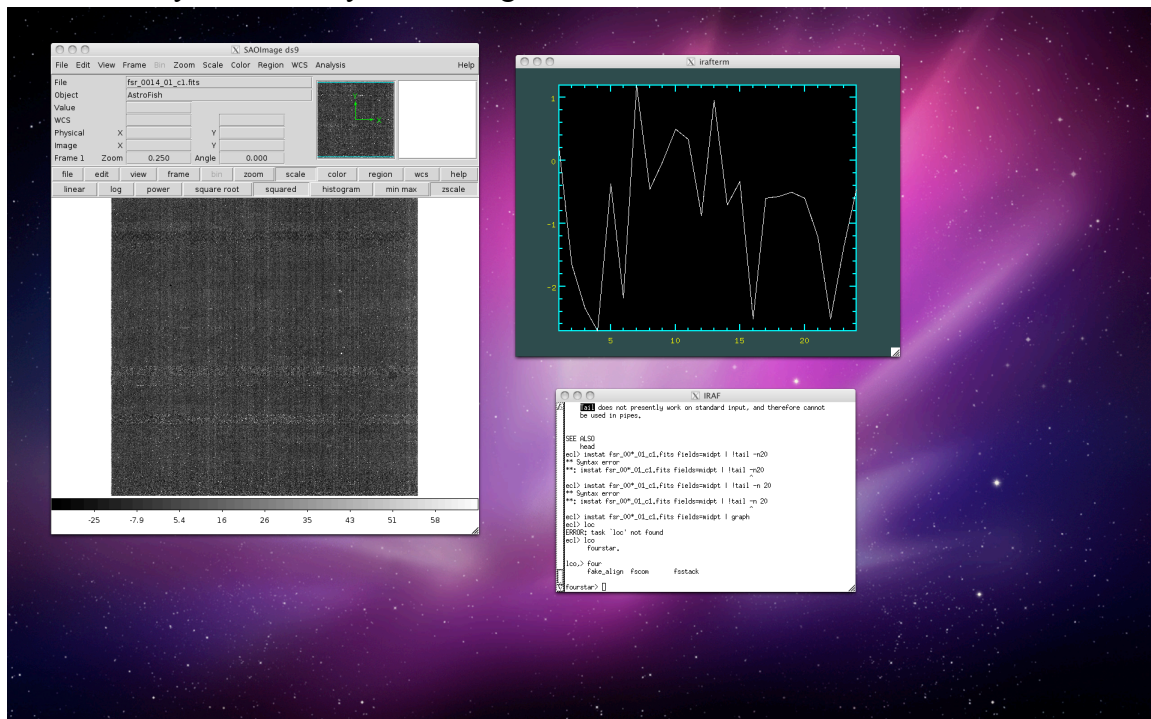 SAOImage ds9
File Edit View Frame Bin Zoom Scale Color Region WCS Analysis Help
File fsr_0014_01_c1.fits
Object AstroFish
Value
WCS
Physical X Y
Image X Y
Frame 1 Zoom 0.250 Angle 0.000
file edit view frame bin zoom scale color region wcs help
linear log power square root squared histogram min max zscale
-25 -7.9 5.4 16 26 35 43 51 58
irafterm
1
0
-1
-2
5 10 15 20
IRAF
Tail does not presently work on standard input, and therefore cannot
be used in pipes.
SEE ALSO
head
ecl> imstat fsr_00*_01_c1.fits fields=midpt | !tail -n20
** Syntax error
**: imstat fsr_00*_01_c1.fits fields=midpt | !tail -n20
^
ecl> imstat fsr_00*_01_c1.fits fields=midpt | !tail -n 20
** Syntax error
**: imstat fsr_00*_01_c1.fits fields=midpt | !tail -n 20
^
ecl> imstat fsr_00*_01_c1.fits fields=midpt | graph
ecl> loc
ERROR: task `loc' not found
ecl> lco
fourstar.
lco.> four
fake_align fscom fsstack
fourstar>